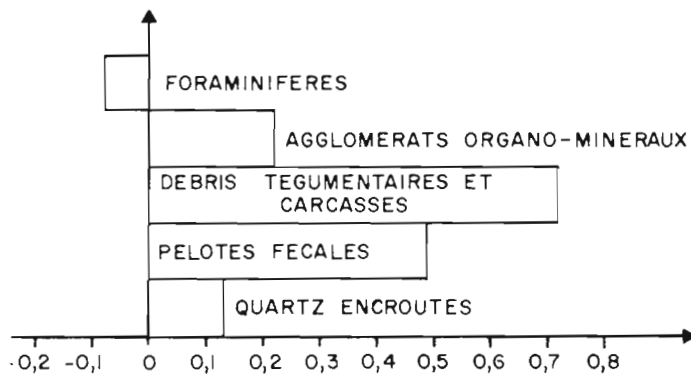 FORAMINIFERES
AGGLOMERATS ORGANO-MINERAUX
DEBRIS TEGUMENTAIRES ET
CARCASSES
PELOTES FECALES
QUARTZ ENCROUTES
-0,2 -0,1 0 0,1 0,2 0,3 0,4 0,5 0,6 0,7 0,8